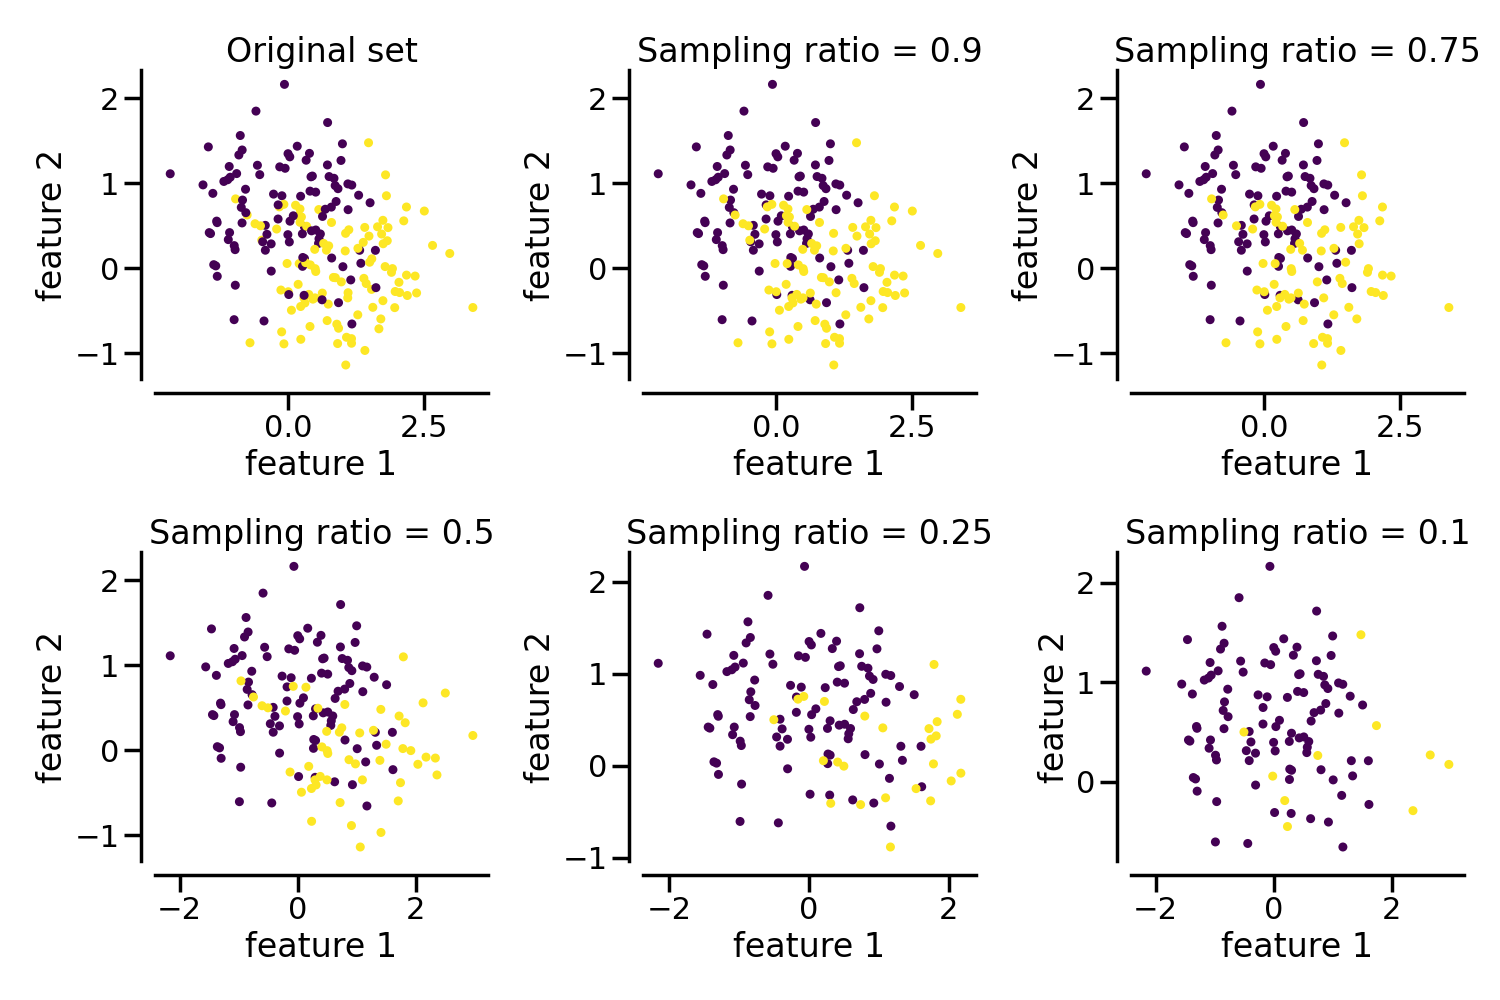 Original set
2
1
0
−1
feature 2
0.0
2.5
feature 1
Sampling ratio = 0.9
2
1
0
−1
feature 2
0.0
2.5
feature 1
Sampling ratio = 0.75
2
1
0
−1
feature 2
0.0
2.5
feature 1
Sampling ratio = 0.5
2
1
0
−1
feature 2
−2
0
2
feature 1
Sampling ratio = 0.25
2
1
0
−1
feature 2
−2
0
2
feature 1
Sampling ratio = 0.1
2
1
0
feature 2
−2
0
2
feature 1